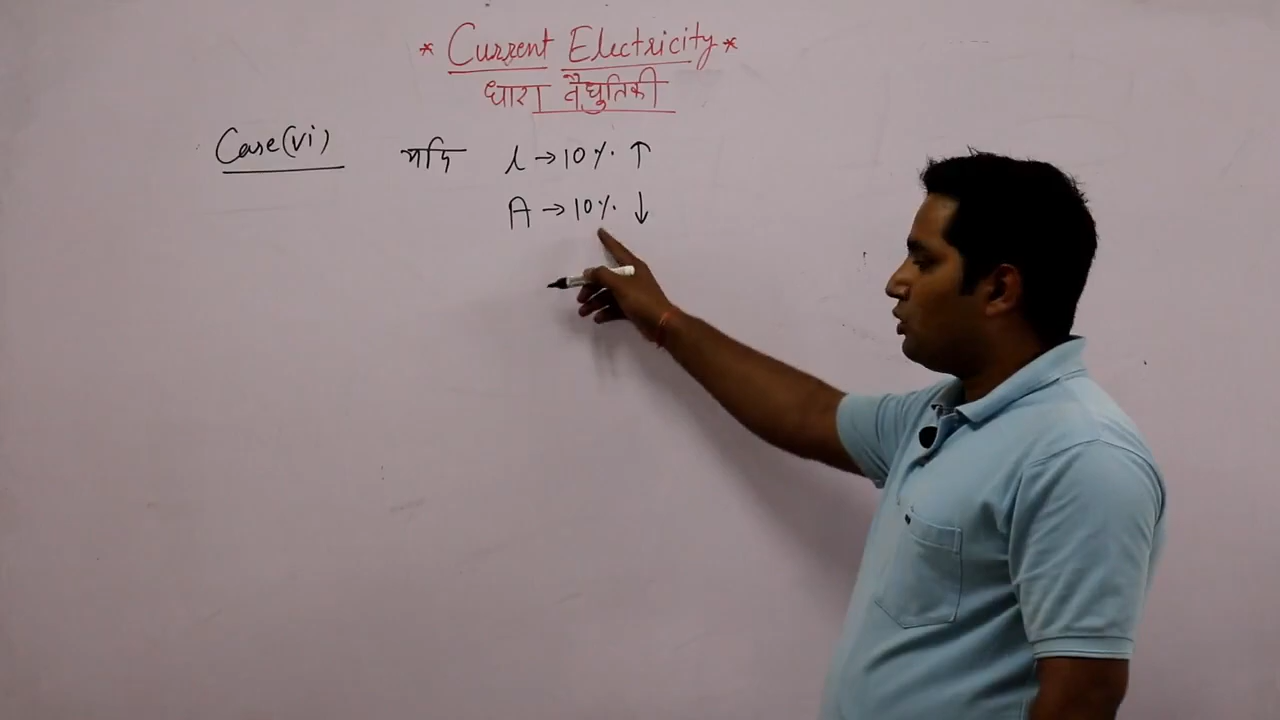 * Current Electricity *
धारा वैधुतिकी
Case(vi) यदि l → 10% ↑
A → 10% ↓